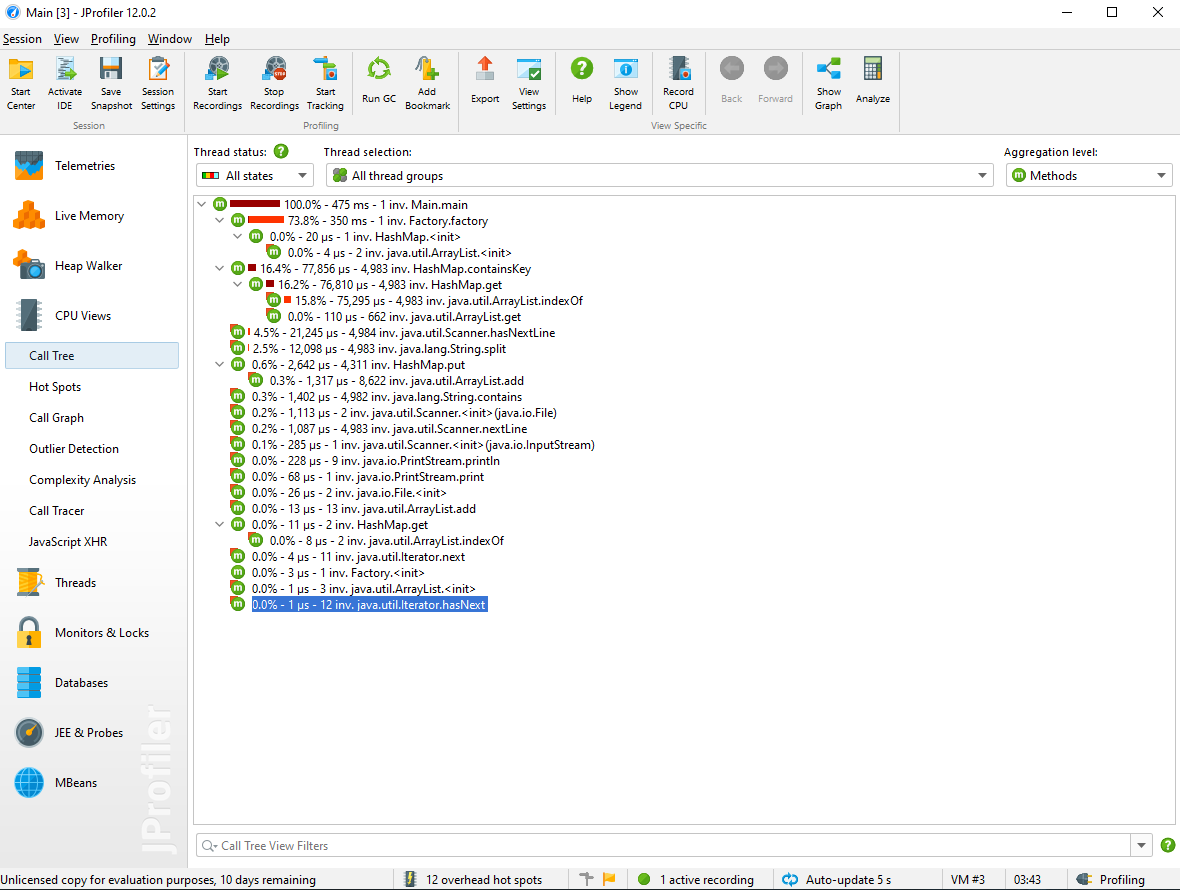 Main [3] - JProfiler 12.0.2
Session View Profiling Window Help
Start Center
Activate IDE
Save Snapshot
Session Settings
Start Recordings
Stop Recordings
Start Tracking
Run GC
Add Bookmark
Export
View Settings
Help
Show Legend
Record CPU
Back
Forward
Show Graph
Analyze
Session
Profiling
View Specific
Telemetries
Live Memory
Heap Walker
CPU Views
Call Tree
Hot Spots
Call Graph
Outlier Detection
Complexity Analysis
Call Tracer
JavaScript XHR
Threads
Monitors & Locks
Databases
JEE & Probes
MBeans
JProfiler
Thread status:
All states
Thread selection:
All thread groups
Aggregation level:
Methods
100.0% - 475 ms - 1 inv. Main.main
73.8% - 350 ms - 1 inv. Factory.factory
0.0% - 20 µs - 1 inv. HashMap.<init>
0.0% - 4 µs - 2 inv. java.util.ArrayList.<init>
16.4% - 77,856 µs - 4,983 inv. HashMap.containsKey
16.2% - 76,810 µs - 4,983 inv. HashMap.get
15.8% - 75,295 µs - 4,983 inv. java.util.ArrayList.indexOf
0.0% - 110 µs - 662 inv. java.util.ArrayList.get
4.5% - 21,245 µs - 4,984 inv. java.util.Scanner.hasNextLine
2.5% - 12,098 µs - 4,983 inv. java.lang.String.split
0.6% - 2,642 µs - 4,311 inv. HashMap.put
0.3% - 1,317 µs - 8,622 inv. java.util.ArrayList.add
0.3% - 1,402 µs - 4,982 inv. java.lang.String.contains
0.2% - 1,113 µs - 2 inv. java.util.Scanner.<init>(java.io.File)
0.2% - 1,087 µs - 4,983 inv. java.util.Scanner.nextLine
0.1% - 285 µs - 1 inv. java.util.Scanner.<init>(java.io.InputStream)
0.0% - 228 µs - 9 inv. java.io.PrintStream.println
0.0% - 68 µs - 1 inv. java.io.PrintStream.print
0.0% - 26 µs - 2 inv. java.io.File.<init>
0.0% - 13 µs - 13 inv. java.util.ArrayList.add
0.0% - 11 µs - 2 inv. HashMap.get
0.0% - 8 µs - 2 inv. java.util.ArrayList.indexOf
0.0% - 4 µs - 11 inv. java.util.Iterator.next
0.0% - 3 µs - 1 inv. Factory.<init>
0.0% - 1 µs - 3 inv. java.util.ArrayList.<init>
0.0% - 1 µs - 12 inv. java.util.Iterator.hasNext
Call Tree View Filters
Unlicensed copy for evaluation purposes, 10 days remaining
12 overhead hot spots
1 active recording
Auto-update 5 s
VM #3
03:43
Profiling